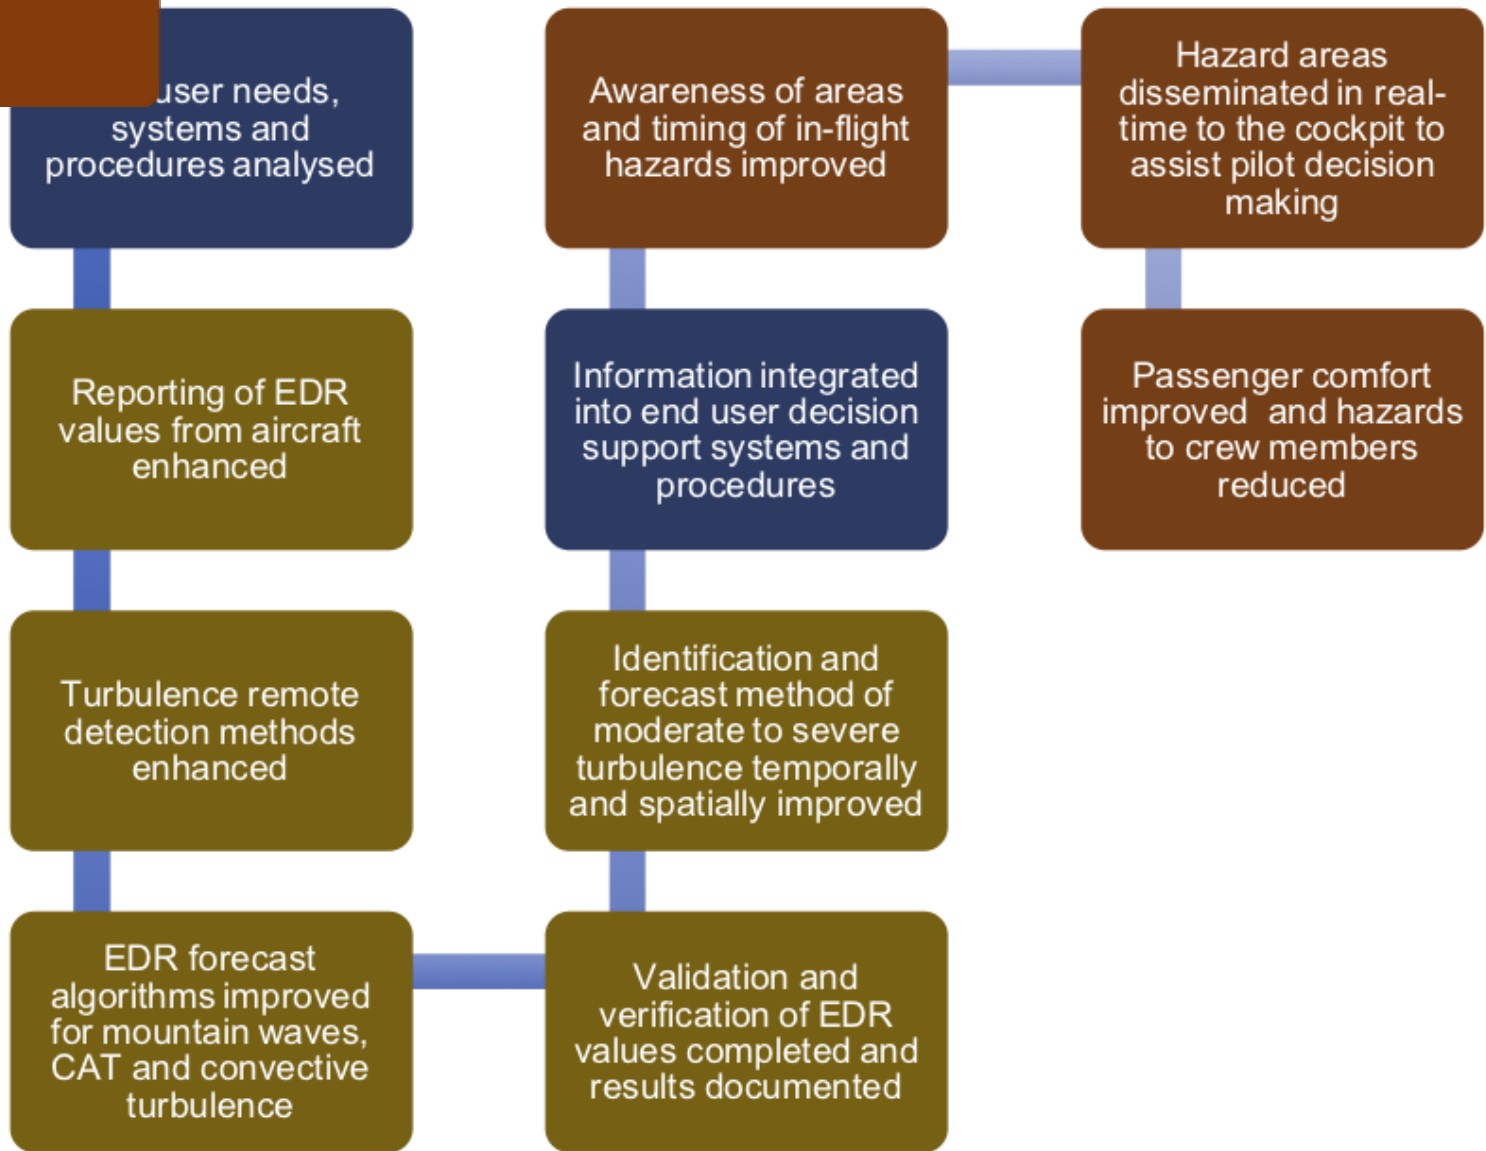 user needs,
systems and
procedures analysed
Reporting of EDR
values from aircraft
enhanced
Turbulence remote
detection methods
enhanced
EDR forecast
algorithms improved
for mountain waves,
CAT and convective
turbulence
Validation and
verification of EDR
values completed and
results documented
Identification and
forecast method of
moderate to severe
turbulence temporally
and spatially improved
Information integrated
into end user decision
support systems and
procedures
Awareness of areas
and timing of in-flight
hazards improved
Hazard areas
disseminated in real-
time to the cockpit to
assist pilot decision
making
Passenger comfort
improved  and hazards
to crew members
reduced